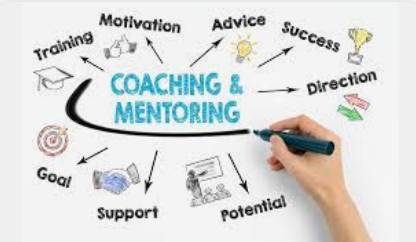 Motivation
Advice
Success
Training
COACHING &
MENTORING
Direction
Goal
Support
Potential